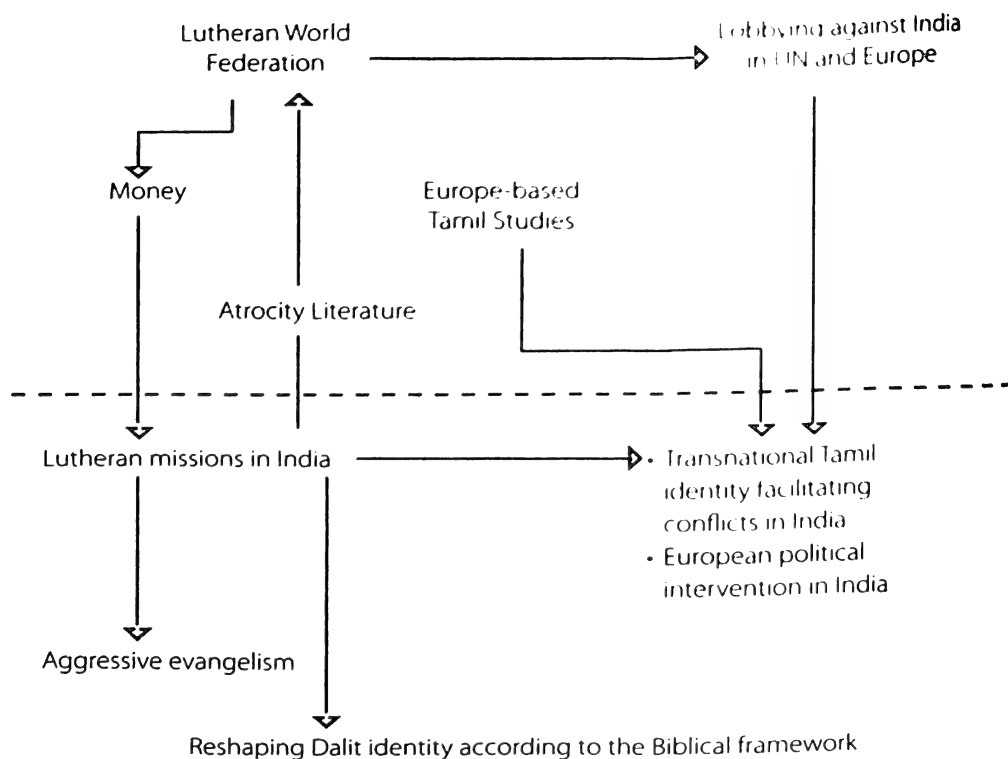 Lutheran World
Federation
Lobbying against India
in UN and Europe
Money
Europe-based
Tamil Studies
Atrocity Literature
Lutheran missions in India
• Transnational Tamil
identity facilitating
conflicts in India
• European political
intervention in India
Aggressive evangelism
Reshaping Dalit identity according to the Biblical framework